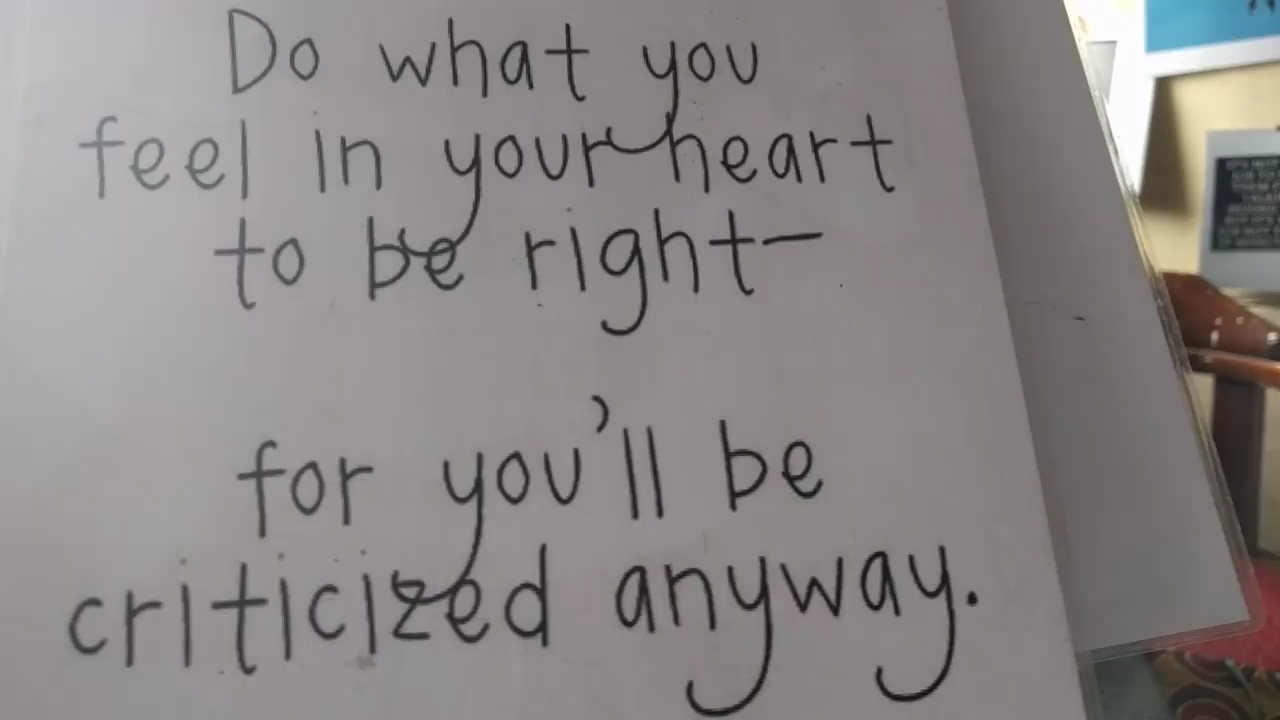 Do what you
feel in your heart
to be right—
for you'll be
criticized anyway.